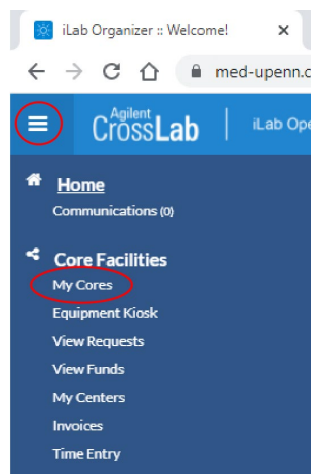 iLab Organizer :: Welcome!
med-upenn.c
Agilent
CrossLab
iLab Ope
Home
Communications (0)
Core Facilities
My Cores
Equipment Kiosk
View Requests
View Funds
My Centers
Invoices
Time Entry